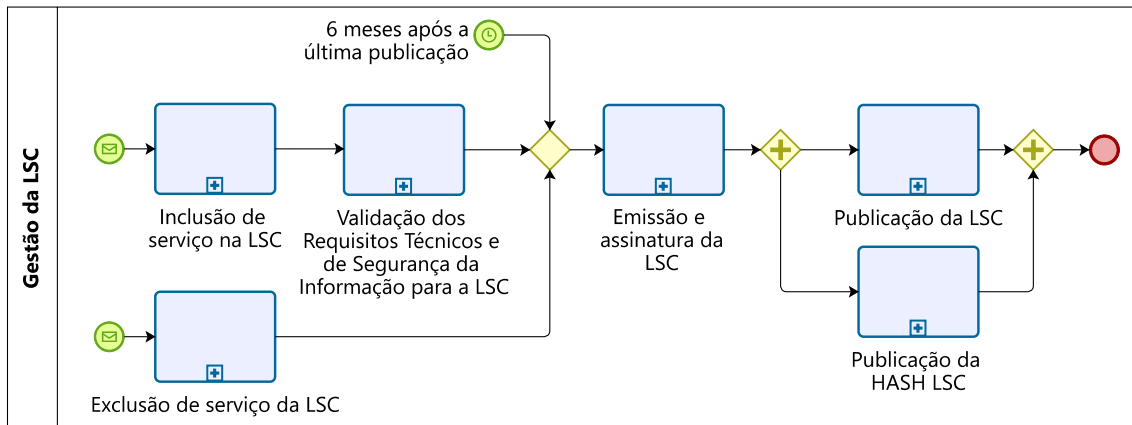 Gestão da LSC
6 meses após a
última publicação
Inclusão de
serviço na LSC
Validação dos
Requisitos Técnicos e
de Segurança da
Informação para a LSC
Emissão e
assinatura da
LSC
Publicação da LSC
Exclusão de serviço da LSC
Publicação da
HASH LSC